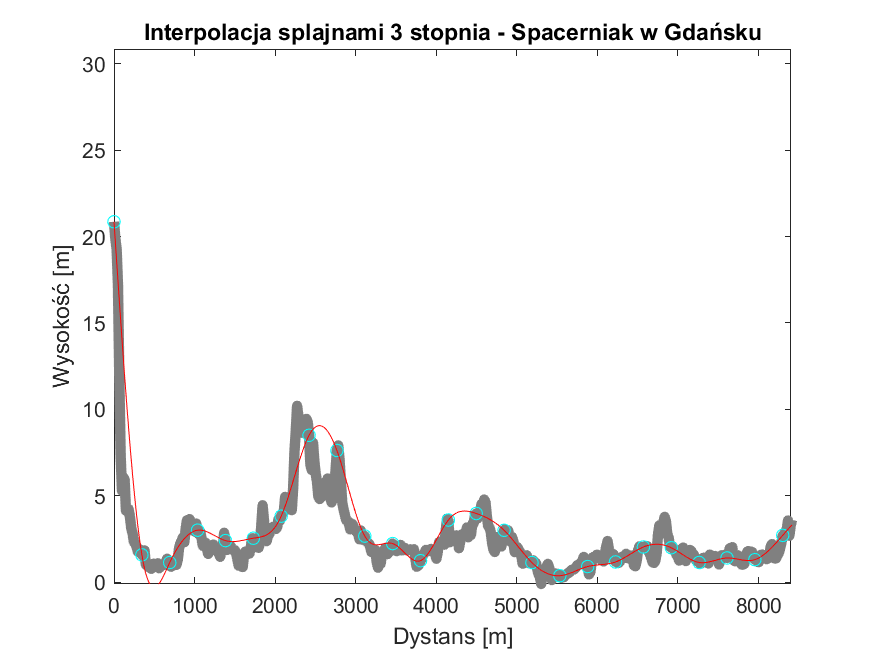 Interpolacja splajnami 3 stopnia - Spacerniak w Gdańsku
30
25
20
15
10
5
0
Wysokość [m]
0 1000 2000 3000 4000 5000 6000 7000 8000
Dystans [m]